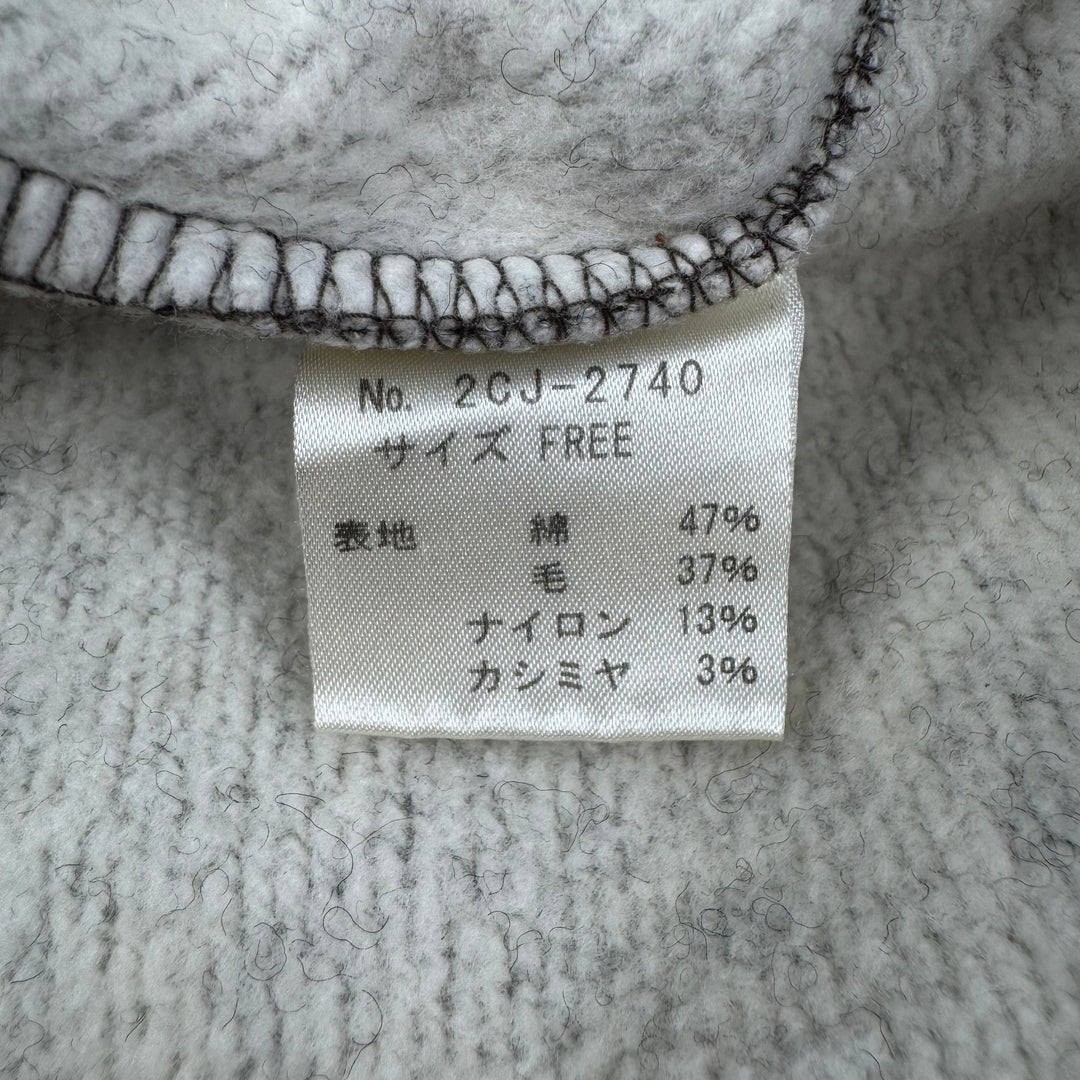 No. 2CJ-2740
サイズ FREE
表地 綿 47%
毛 37%
ナイロン 13%
カシミヤ 3%